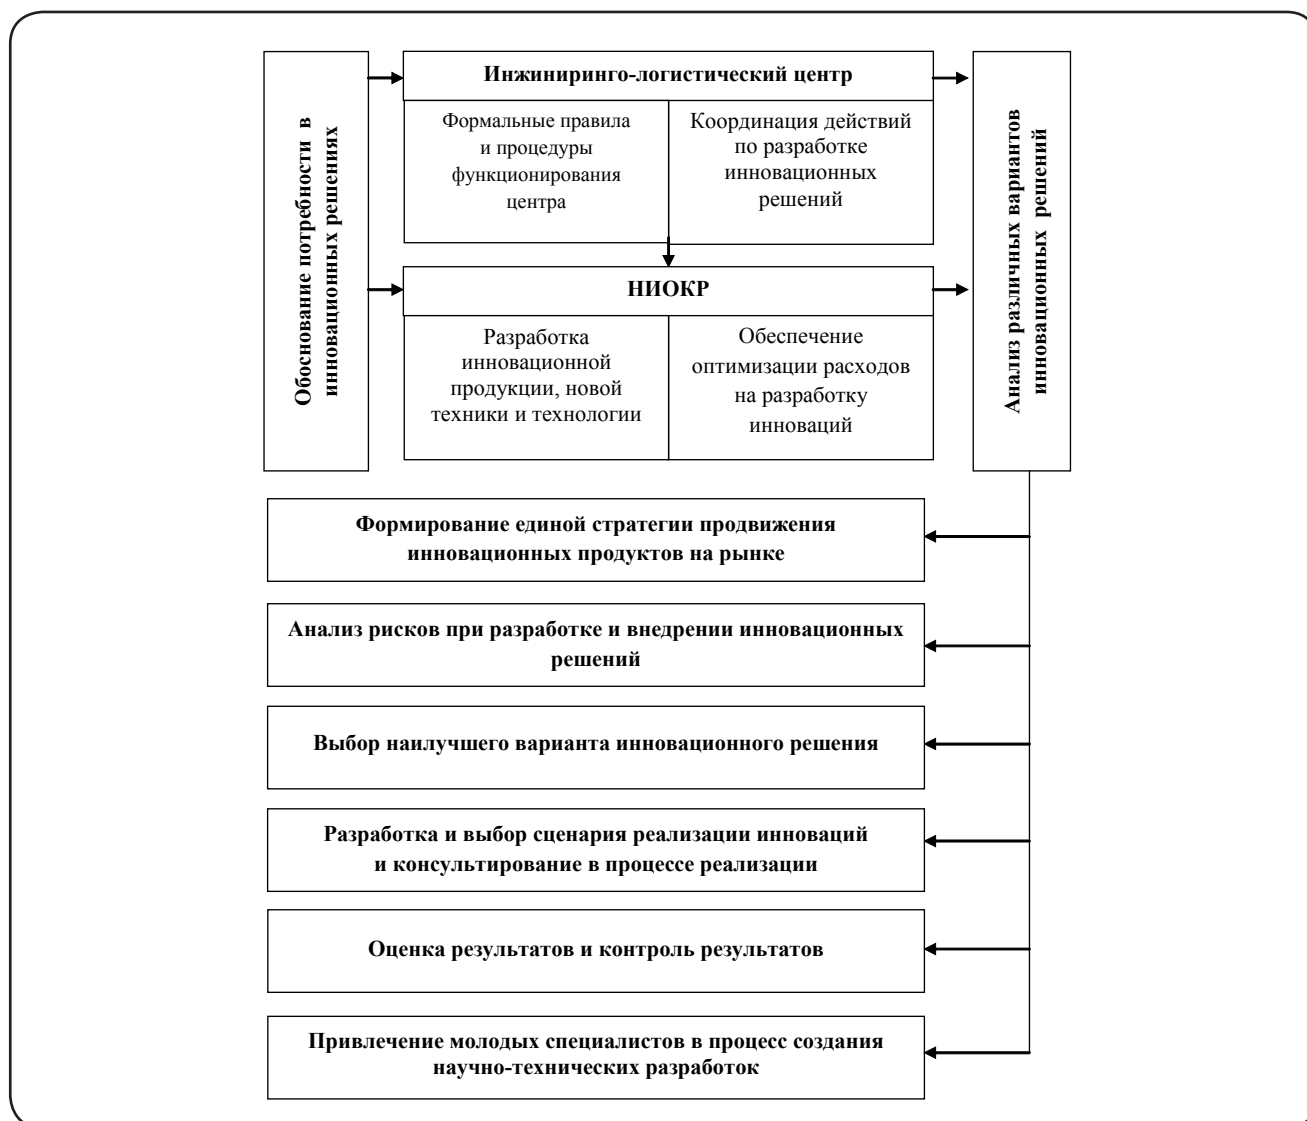 Обоснование потребности в
инновационных решениях
Инжиниринго-логистический центр
Формальные правила
и процедуры
функционирования
центра
Координация действий
по разработке
инновационных
решений
НИОКР
Разработка
инновационной
продукции, новой
техники и технологии
Обеспечение
оптимизации расходов
на разработку
инноваций
Анализ различных вариантов
инновационных решений
Формирование единой стратегии продвижения
инновационных продуктов на рынке
Анализ рисков при разработке и внедрении инновационных
решений
Выбор наилучшего варианта инновационного решения
Разработка и выбор сценария реализации инноваций
и консультирование в процессе реализации
Оценка результатов и контроль результатов
Привлечение молодых специалистов в процесс создания
научно-технических разработок